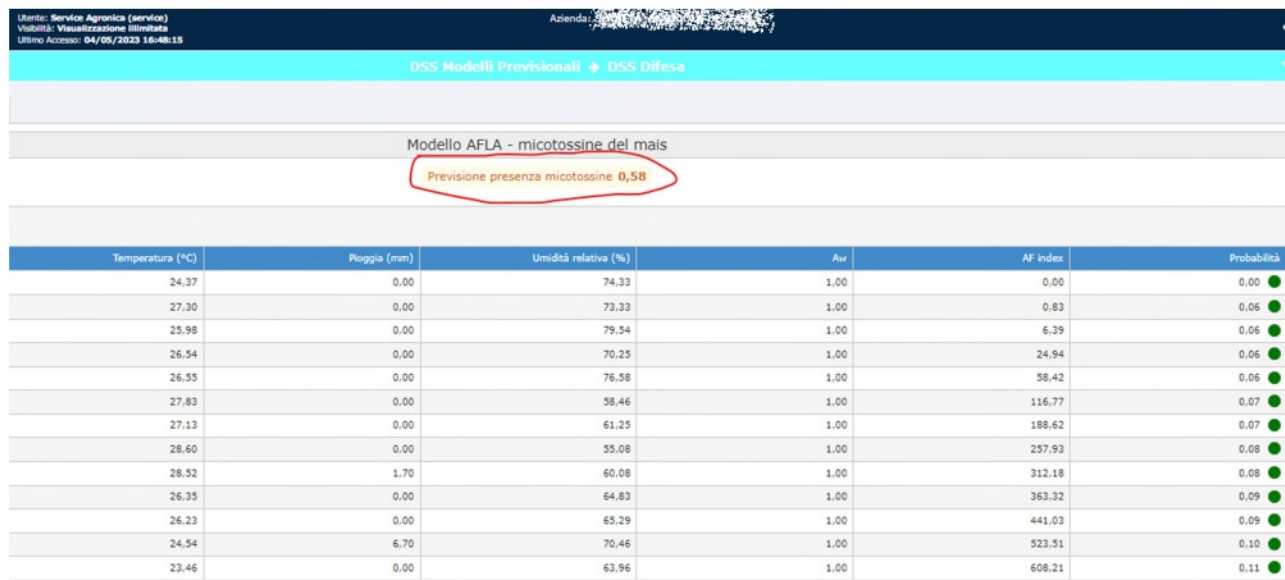 Utente: Service Agronica (service)
Visibilità: Visualizzazione illimitata
Ultimo Accesso: 04/05/2023 16:48:15
Azienda:
DSS Modelli Previsionali → DSS Difesa
Modello AFLA - micotossine del mais
Previsione presenza micotossine 0,58
Temperatura (°C) Pioggia (mm) Umidità relativa (%) Aw AF index Probabilità
24,37 0,00 74,33 1,00 0,00 0,00
27,30 0,00 73,33 1,00 0,83 0,06
25,98 0,00 79,54 1,00 6,39 0,06
26,54 0,00 70,25 1,00 24,94 0,06
26,55 0,00 76,58 1,00 58,42 0,06
27,83 0,00 58,46 1,00 116,77 0,07
27,13 0,00 61,25 1,00 188,62 0,07
28,60 0,00 55,08 1,00 257,93 0,08
28,52 1,70 60,08 1,00 312,18 0,08
26,35 0,00 64,83 1,00 363,32 0,09
26,23 0,00 65,29 1,00 441,03 0,09
24,54 6,70 70,46 1,00 523,51 0,10
23,46 0,00 63,96 1,00 608,21 0,11